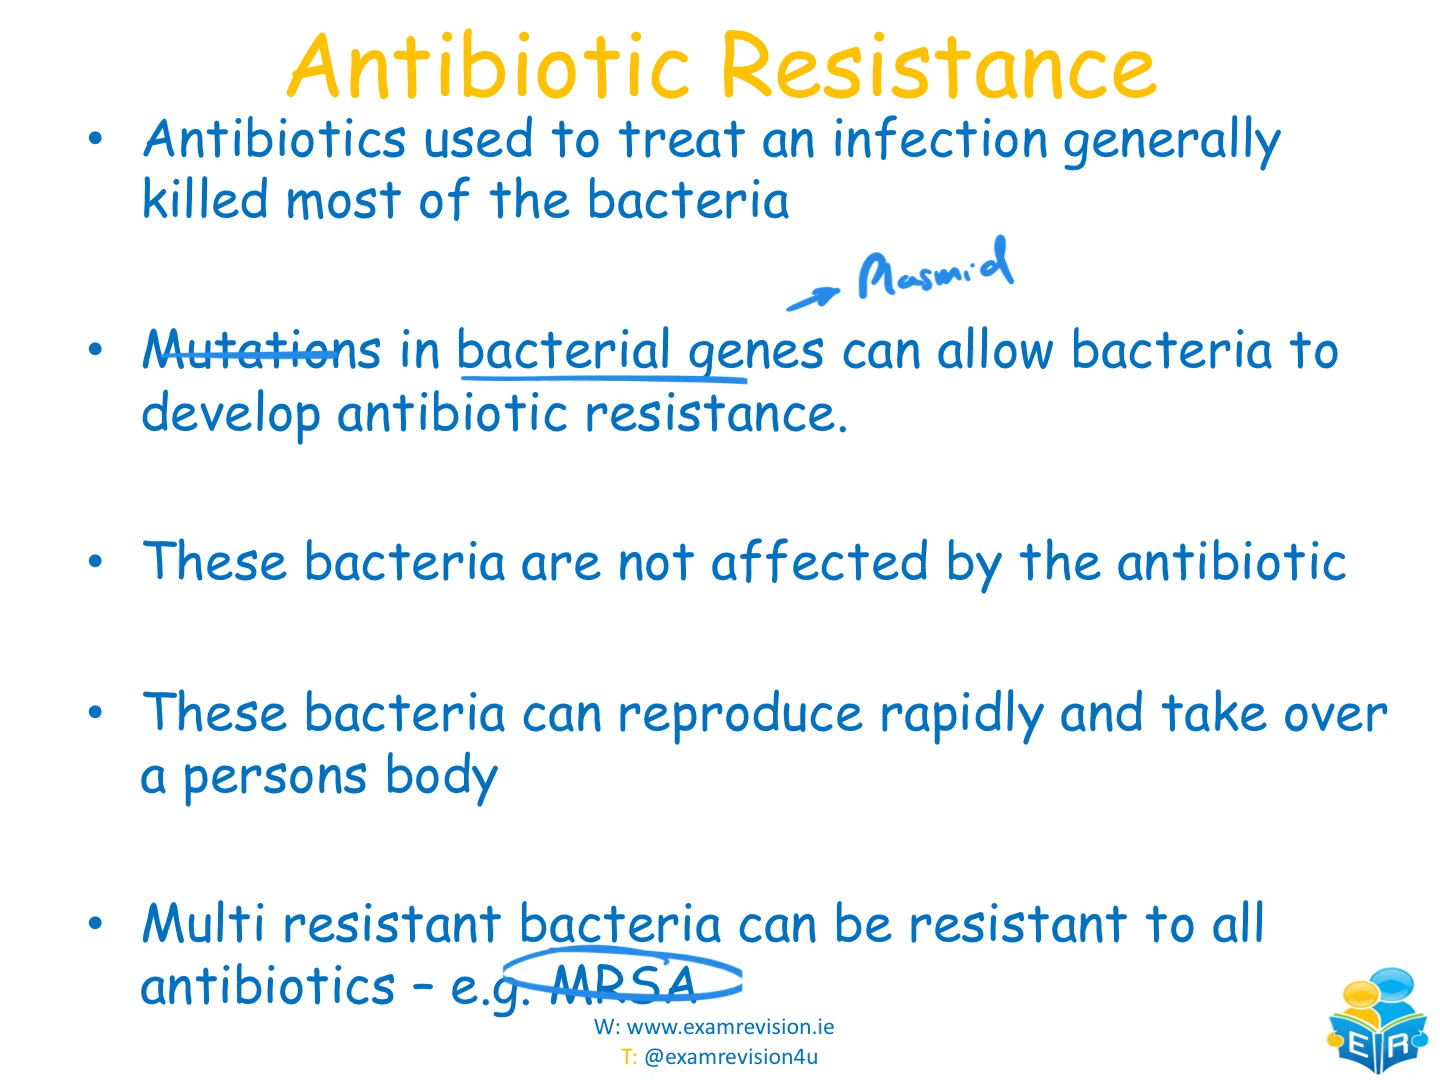 Antibiotic Resistance
• Antibiotics used to treat an infection generally
killed most of the bacteria
→ Plasmid
• Mutations in bacterial genes can allow bacteria to
develop antibiotic resistance.
• These bacteria are not affected by the antibiotic
• These bacteria can reproduce rapidly and take over
a persons body
• Multi resistant bacteria can be resistant to all
antibiotics – e.g. MRSA
W: www.examrevision.ie
T: @examrevision4u
E R